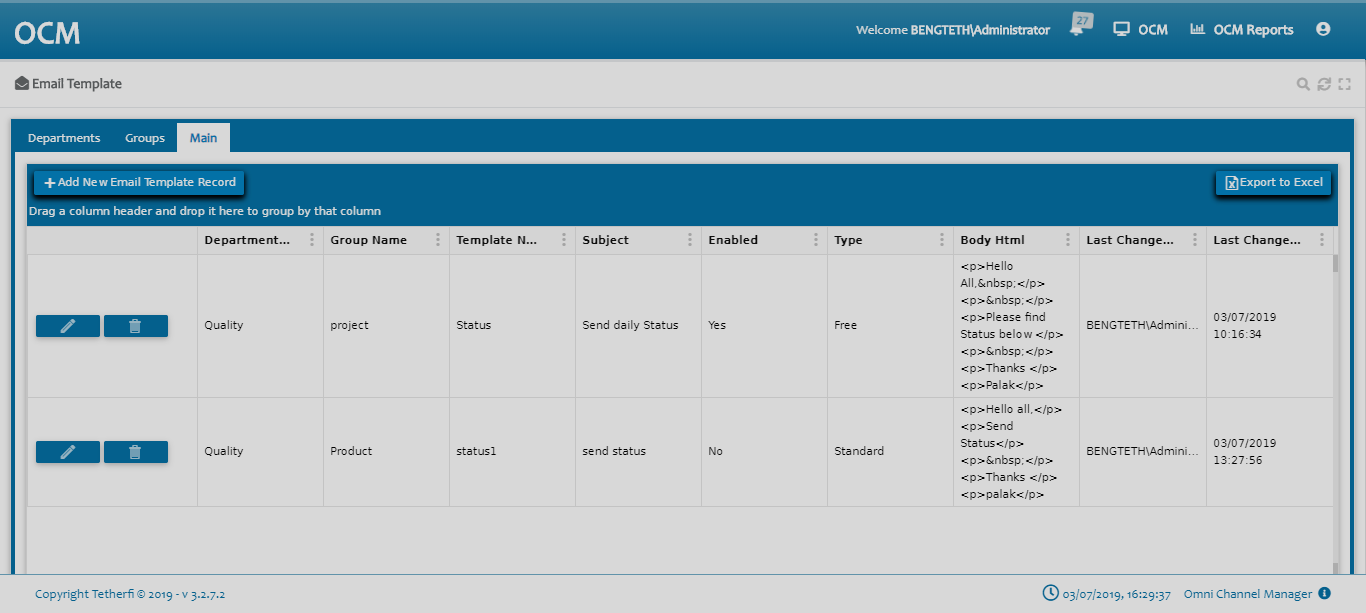 OCM
Welcome BENGTETH\Administrator
27
OCM
OCM Reports
Email Template
Departments
Groups
Main
Add New Email Template Record
Export to Excel
Drag a column header and drop it here to group by that column
Department...
Group Name
Template N...
Subject
Enabled
Type
Body Html
Last Change...
Last Change...
Quality
project
Status
Send daily Status
Yes
Free
<p>Hello
All,&nbsp;</p>
<p>&nbsp;</p>
<p>Please find
Status below </p>
<p>&nbsp;</p>
<p>Thanks </p>
<p>Palak</p>
BENGTETH\Admini...
03/07/2019
10:16:34
Quality
Product
status1
send status
No
Standard
<p>Hello all,</p>
<p>Send
Status</p>
<p>&nbsp;</p>
<p>Thanks </p>
<p>palak</p>
BENGTETH\Admini...
03/07/2019
13:27:56
Copyright Tetherfi © 2019 - v 3.2.7.2
03/07/2019, 16:29:37
Omni Channel Manager